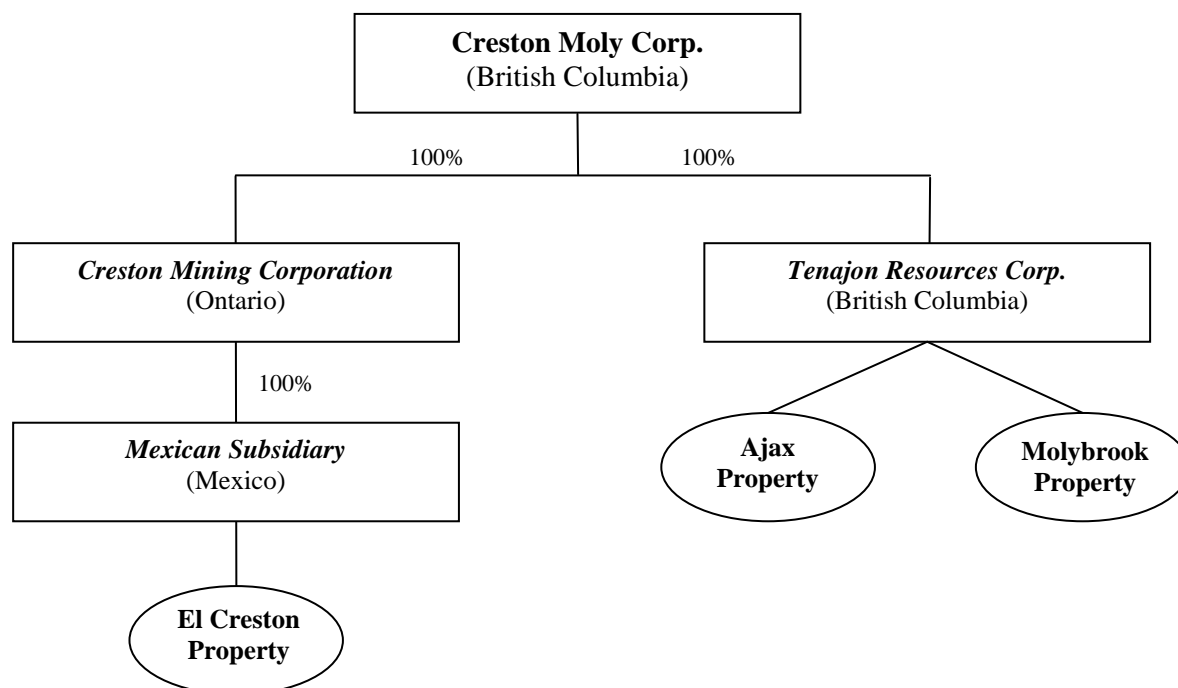 Creston Moly Corp.
(British Columbia)
100%
100%
Creston Mining Corporation
(Ontario)
Tenajon Resources Corp.
(British Columbia)
100%
Mexican Subsidiary
(Mexico)
Ajax
Property
Molybrook
Property
El Creston
Property